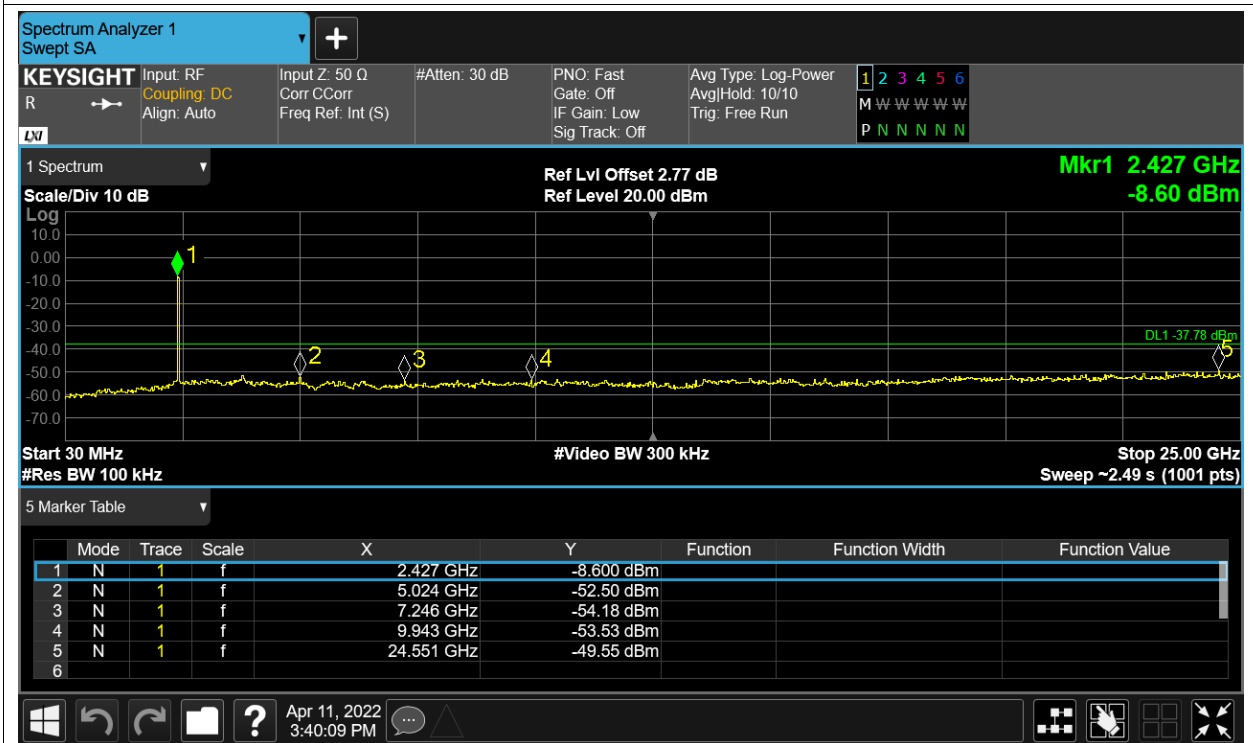 Spectrum Analyzer 1
Swept SA
KEYSIGHT Input: RF Input Z: 50 Ω #Atten: 30 dB PNO: Fast Avg Type: Log-Power 1 2 3 4 5 6
R Coupling: DC Corr CCorr Gate: Off Avg|Hold: 10/10 M W W W W W
Align: Auto Freq Ref: Int (S) IF Gain: Low Trig: Free Run
LXI Sig Track: Off P N N N N N
1 Spectrum Ref Lvl Offset 2.77 dB Mkr1 2.427 GHz
Scale/Div 10 dB Ref Level 20.00 dBm -8.60 dBm
Log
10.0
0.00 1
-10.0
-20.0
-30.0 DL1 -37.78 dBm
-40.0 2 3 4 5
-50.0
-60.0
-70.0
Start 30 MHz #Video BW 300 kHz Stop 25.00 GHz
#Res BW 100 kHz Sweep ~2.49 s (1001 pts)
5 Marker Table
Mode Trace Scale X Y Function Function Width Function Value
1 N 1 f 2.427 GHz -8.600 dBm
2 N 1 f 5.024 GHz -52.50 dBm
3 N 1 f 7.246 GHz -54.18 dBm
4 N 1 f 9.943 GHz -53.53 dBm
5 N 1 f 24.551 GHz -49.55 dBm
6
? Apr 11, 2022
3:40:09 PM